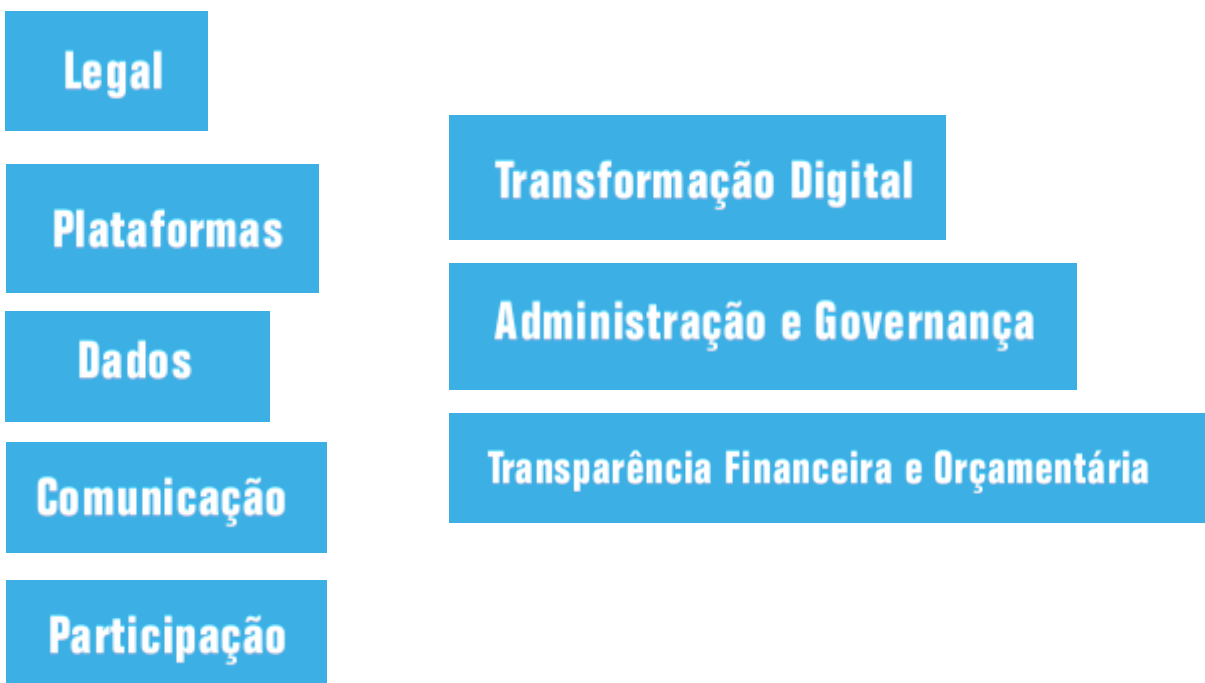 Legal
Plataformas
Dados
Comunicação
Participação
Transformação Digital
Administração e Governança
Transparência Financeira e Orçamentária